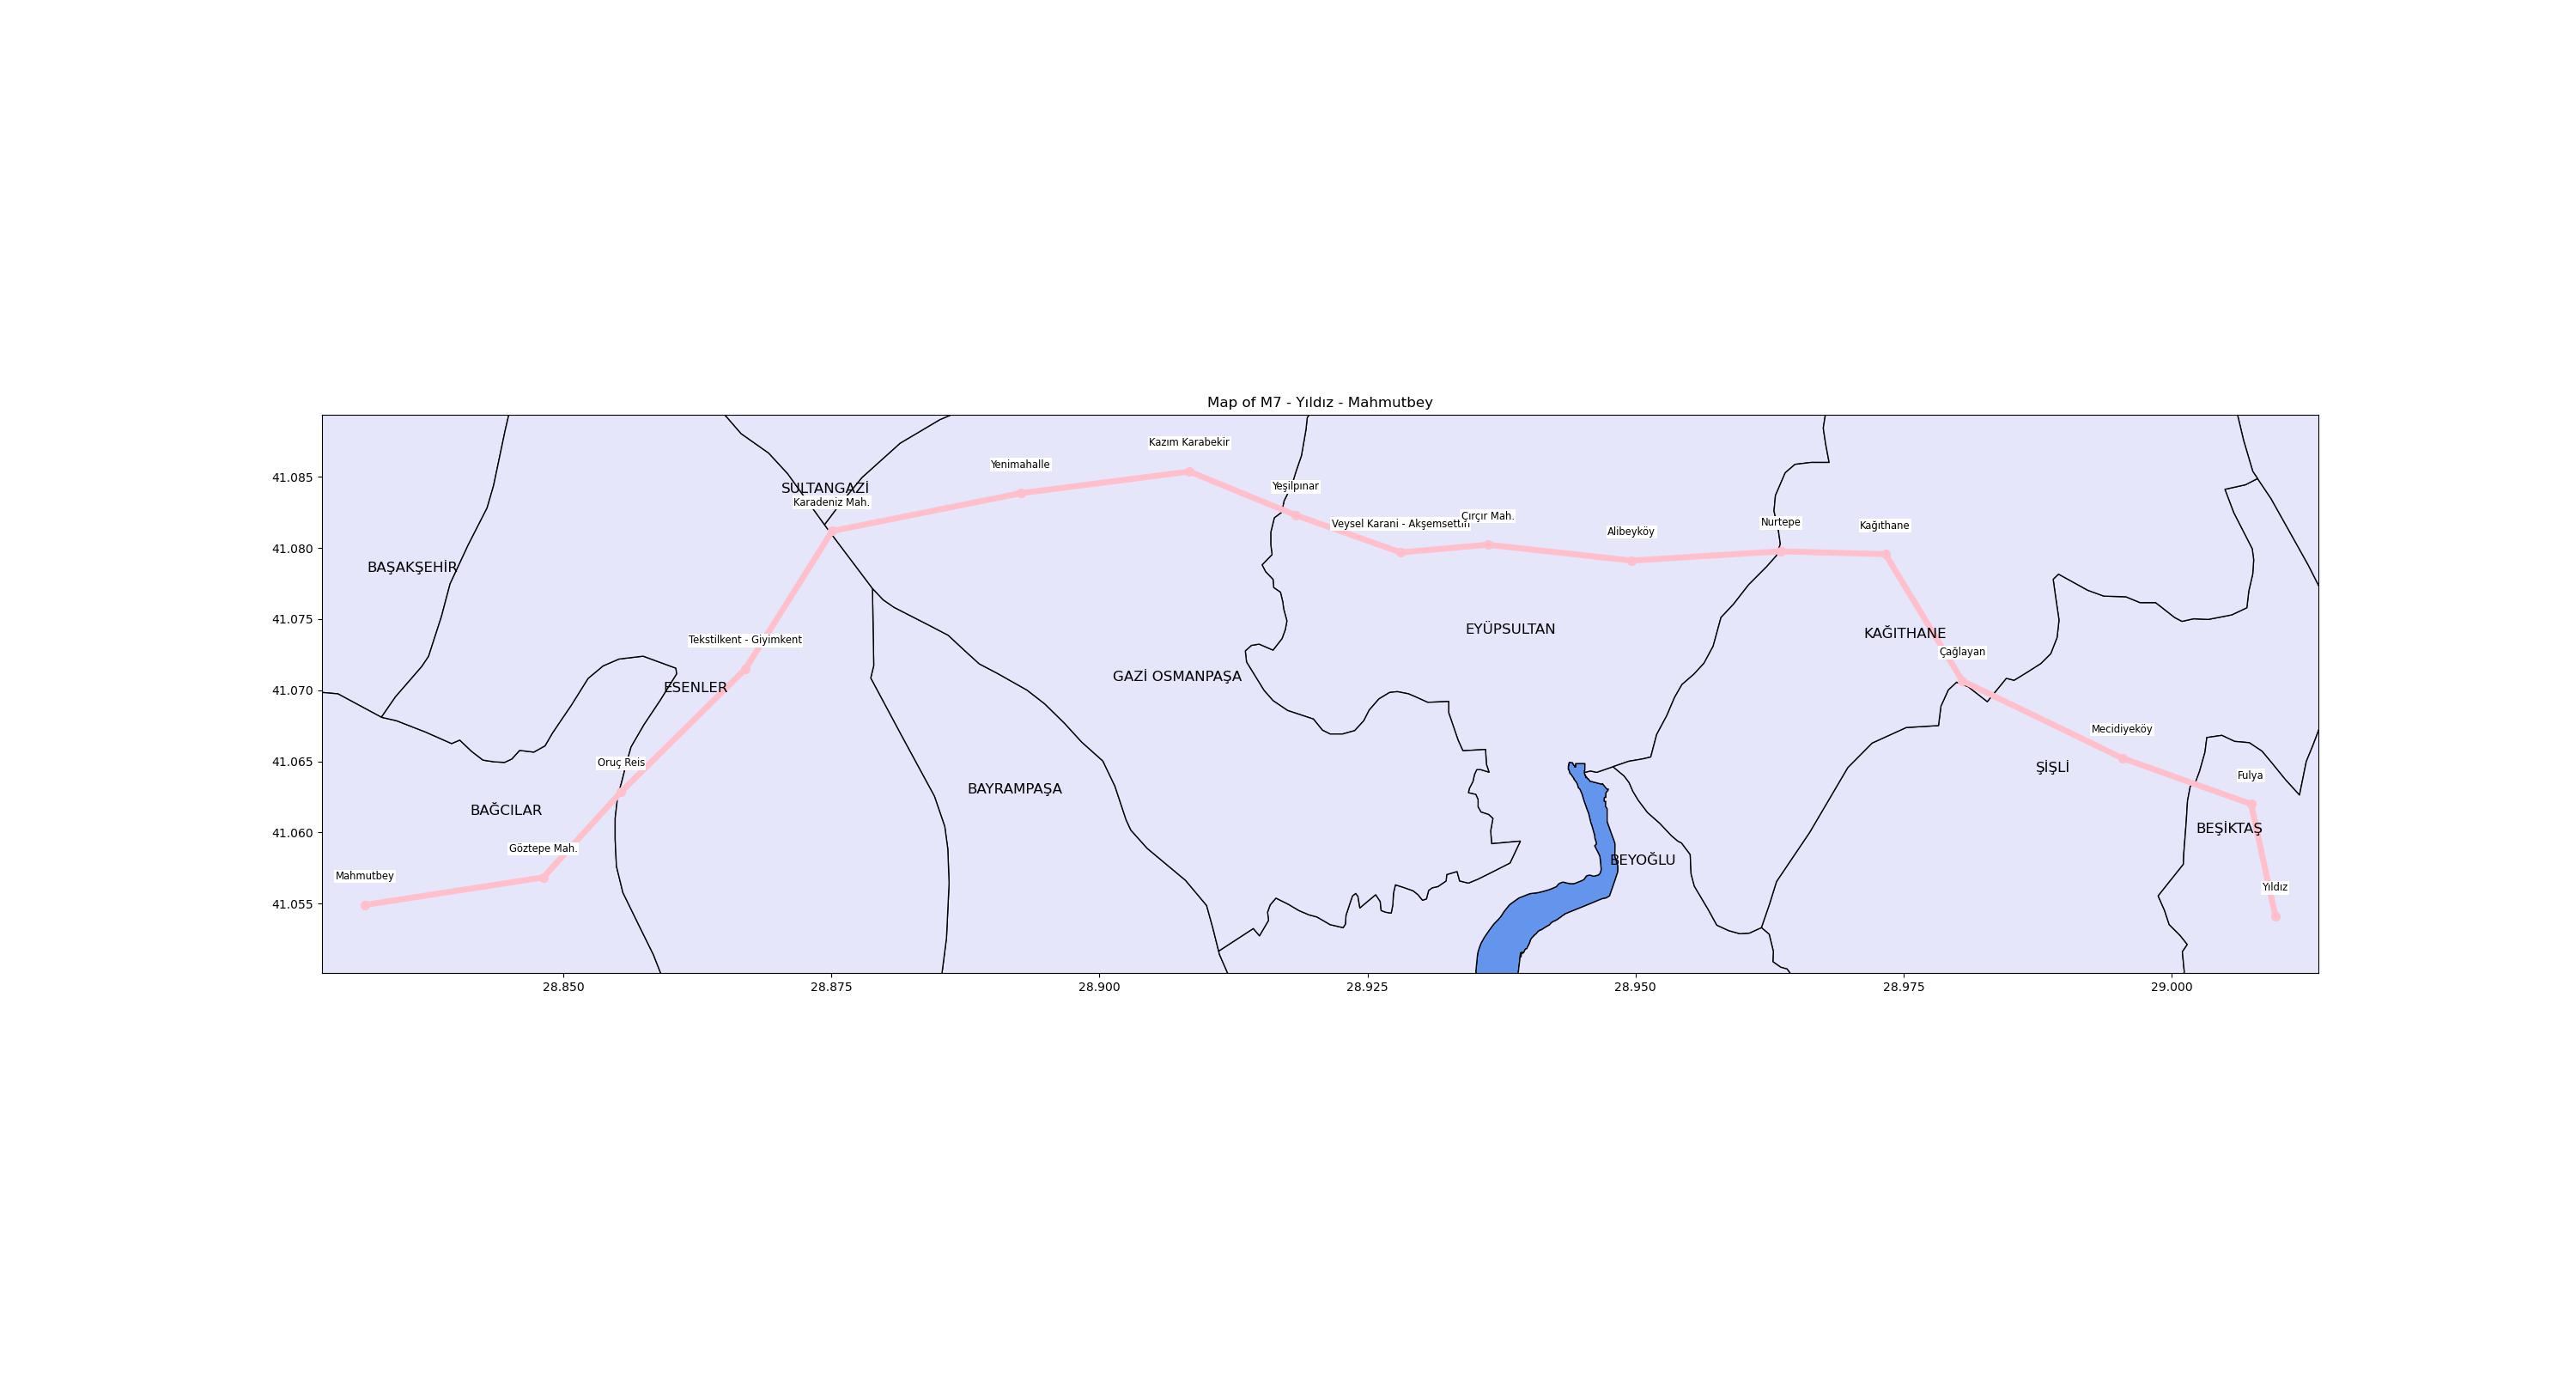 Map of M7 - Yıldız - Mahmutbey
Kazım Karabekir
Yenimahalle
41.085
SULTANGAZİ
Yeşilpınar
Karadeniz Mah.
Veysel Karani - Akşemsettin
Çırçır Mah.
Nurtepe
Kağıthane
Alibeyköy
41.080
BAŞAKŞEHİR
EYÜPSULTAN
KAĞITHANE
41.075
Tekstilkent - Giyimkent
Çağlayan
GAZİ OSMANPAŞA
ESENLER
41.070
Mecidiyeköy
Oruç Reis
ŞİŞLİ
41.065
Fulya
BAYRAMPAŞA
BAĞCILAR
BEŞİKTAŞ
41.060
Göztepe Mah.
BEYOĞLU
Mahmutbey
Yıldız
41.055
28.850
28.875
28.900
28.925
28.950
28.975
29.000